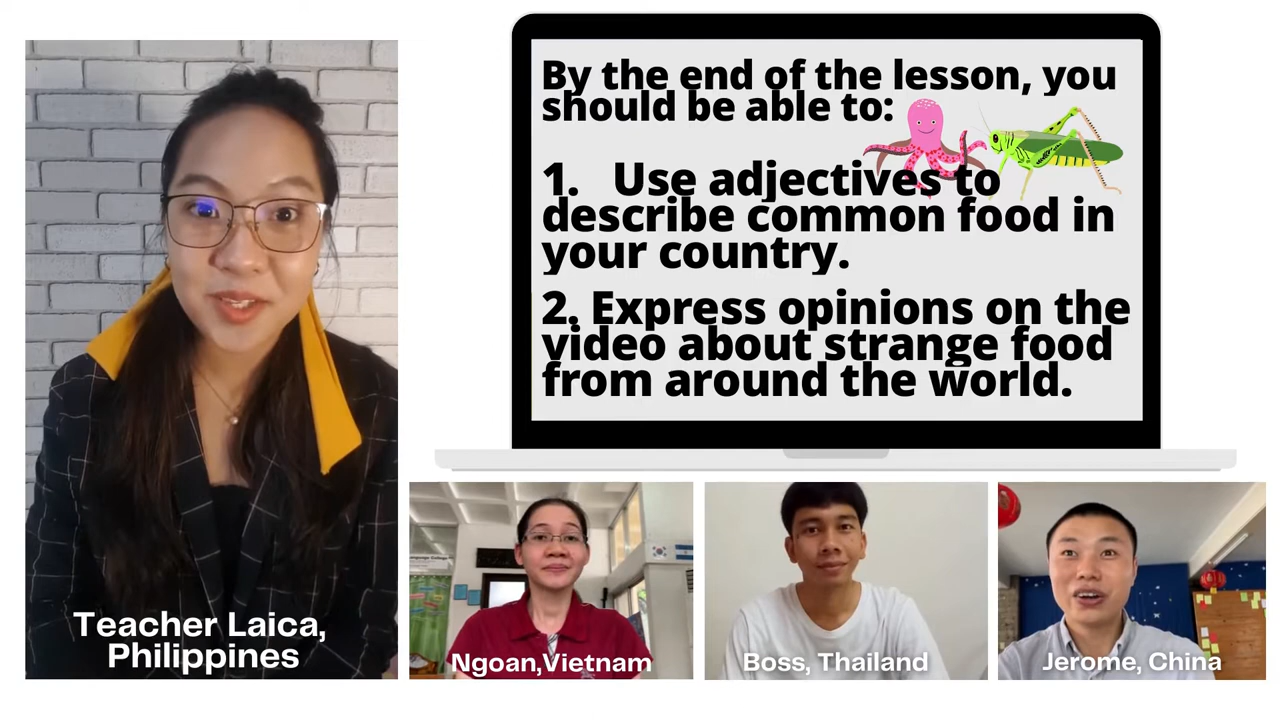 By the end of the lesson, you
should be able to:
1. Use adjectives to
describe common food in
your country.
2. Express opinions on the
video about strange food
from around the world.
Teacher Laica,
Philippines
Ngoan,Vietnam
Boss, Thailand
Jerome, China